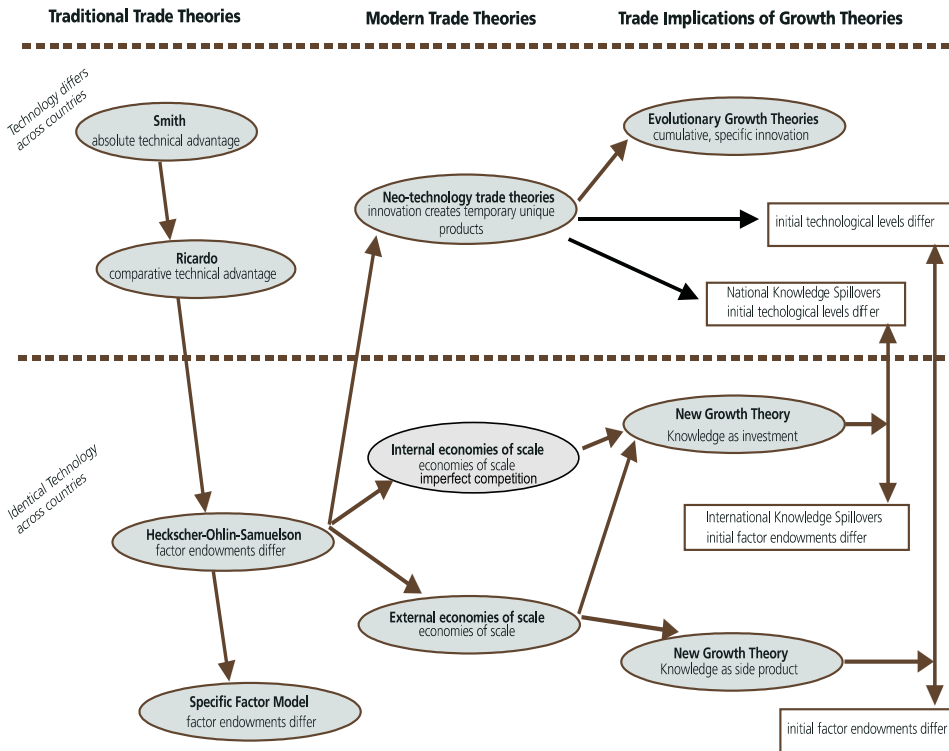 Traditional Trade Theories
Modern Trade Theories
Trade Implications of Growth Theories
Technology differs
across countries
Smith
absolute technical advantage
Evolutionary Growth Theories
cumulative, specific innovation
Neo-technology trade theories
innovation creates temporary unique
products
initial technological levels differ
Ricardo
comparative technical advantage
National Knowledge Spillovers
initial techological levels dffer
Identical Technology
across countries
New Growth Theory
Knowledge as investment
Internal economies of scale
economies of scale
imperfect competition
International Knowledge Spillovers
initial factor endowments differ
Heckscher-Ohlin-Samuelson
factor endowments differ
External economies of scale
economies of scale
New Growth Theory
Knowledge as side product
Specific Factor Model
factor endowments differ
initial factor endowments differ